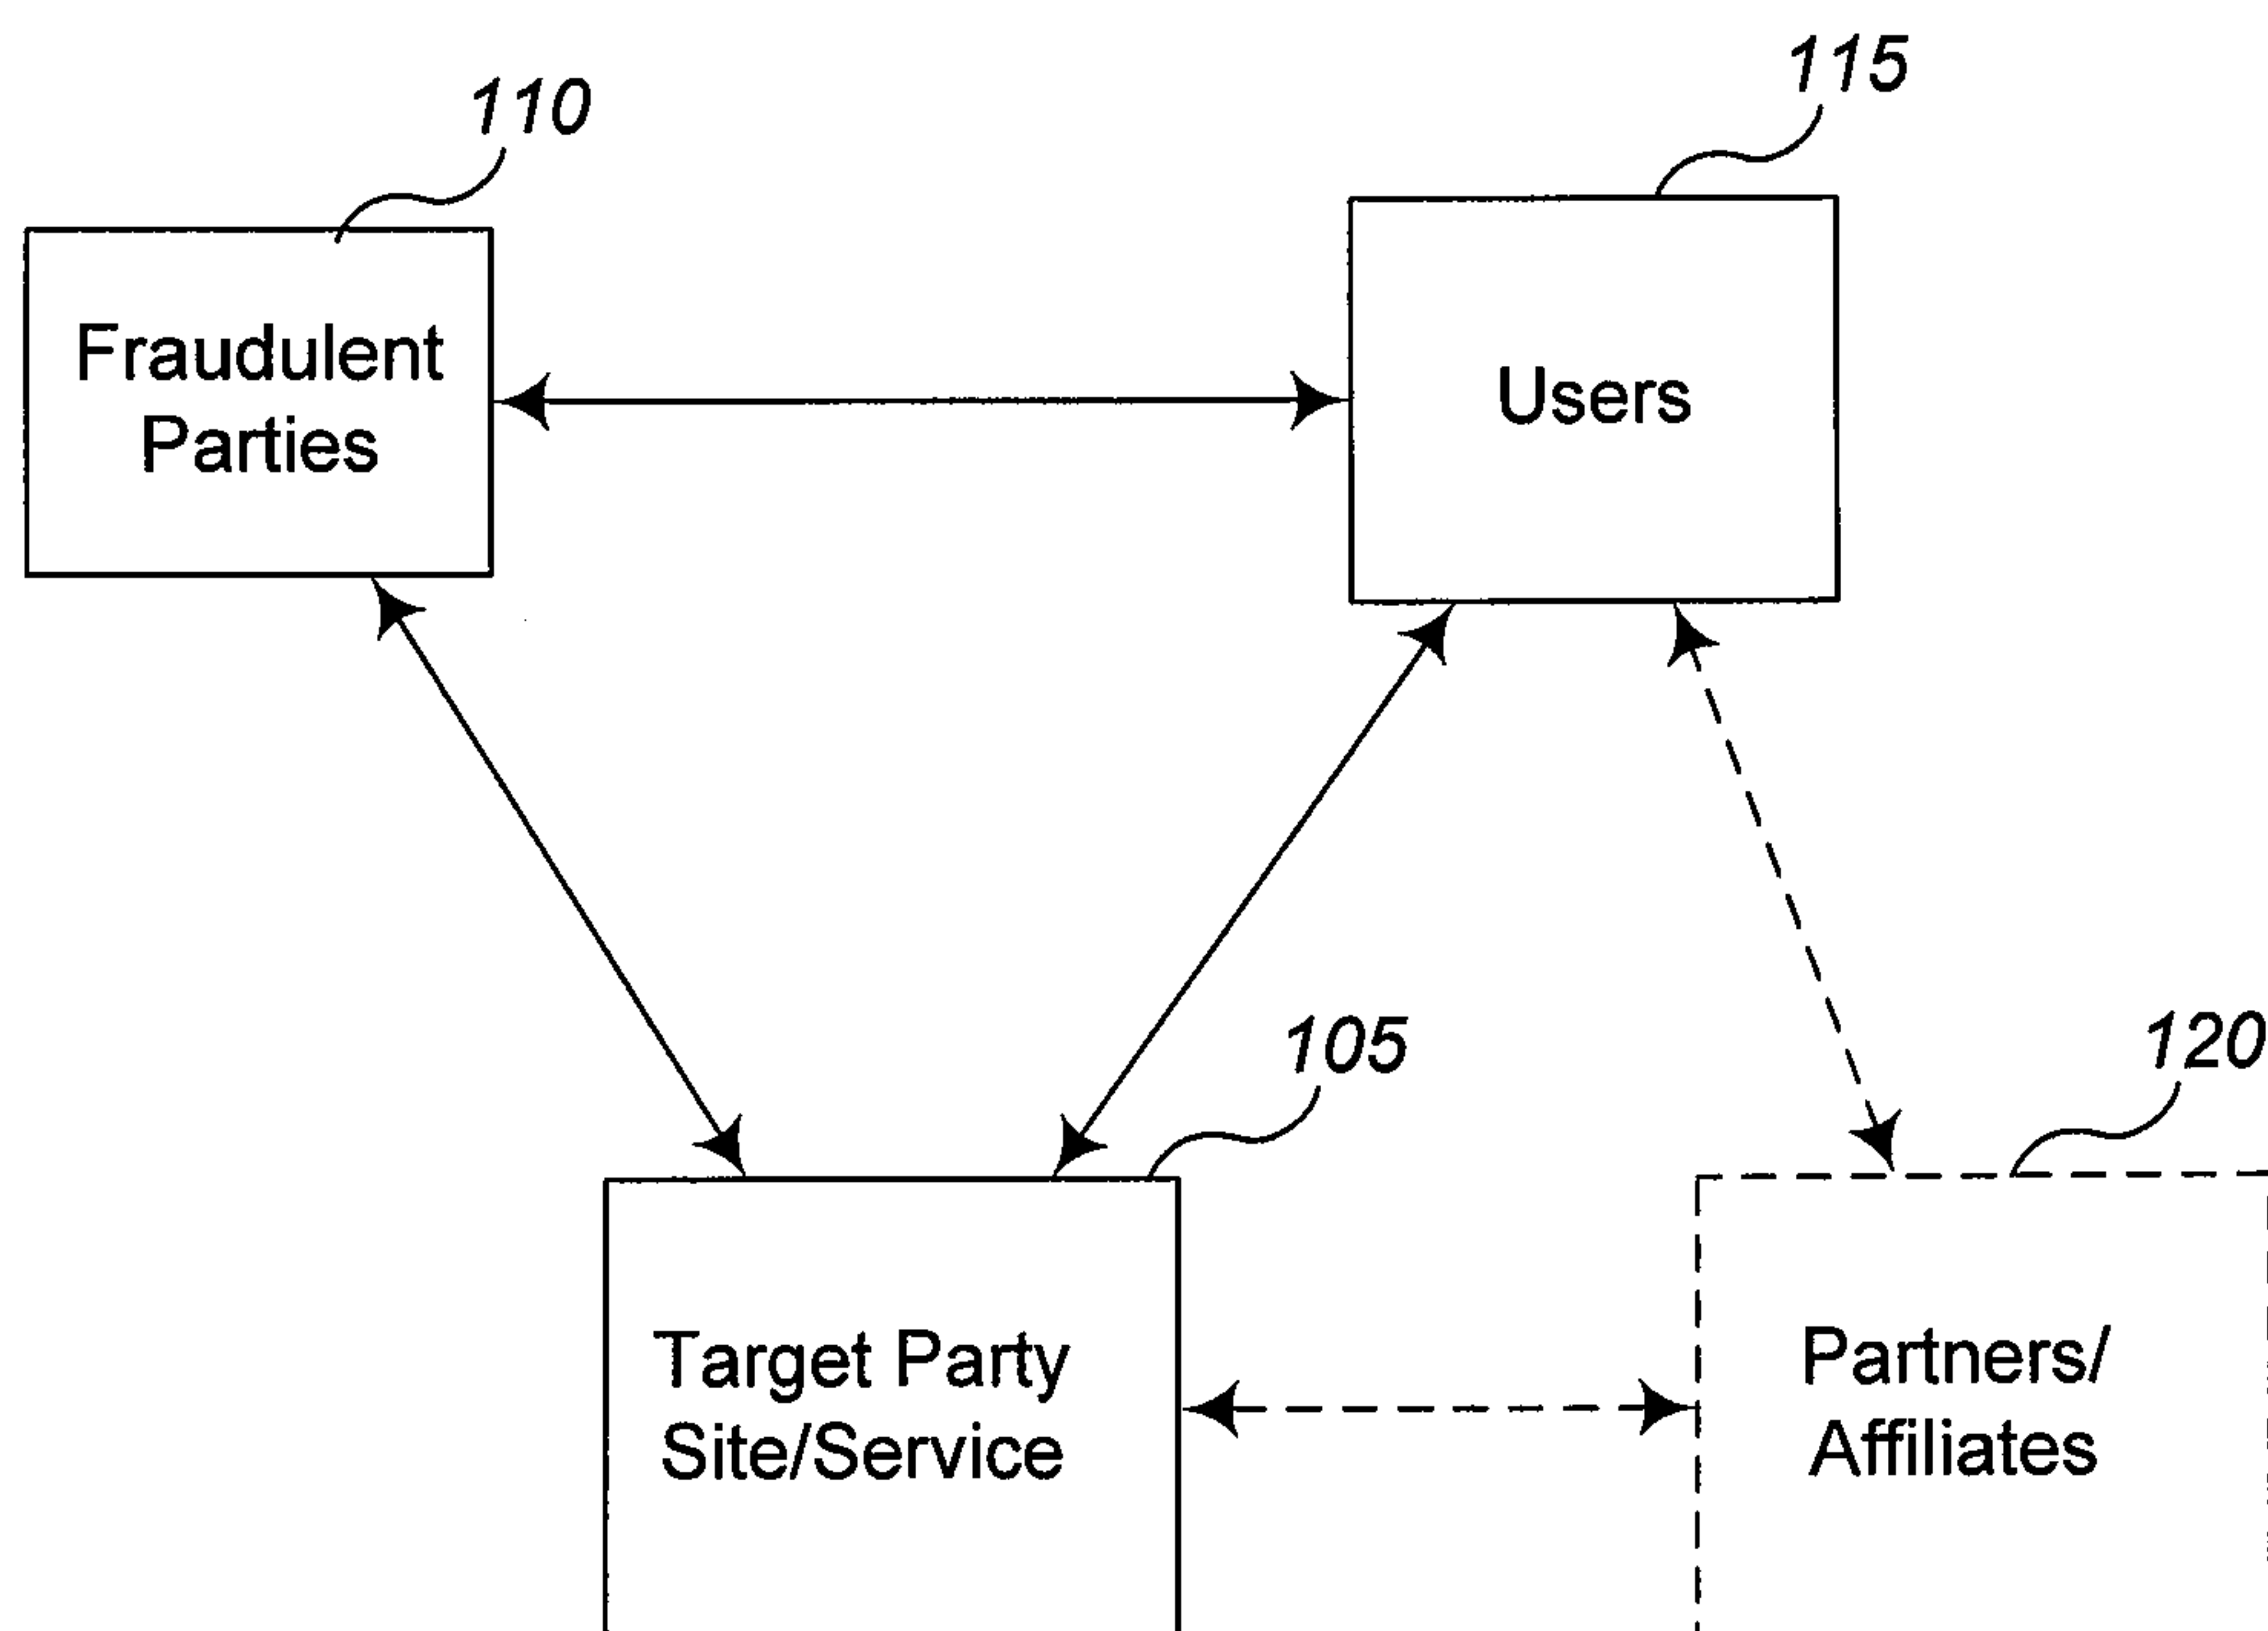 115
110
Fraudulent
Parties
Users
105
120
Target Party
Site/Service
Partners/
Affiliates